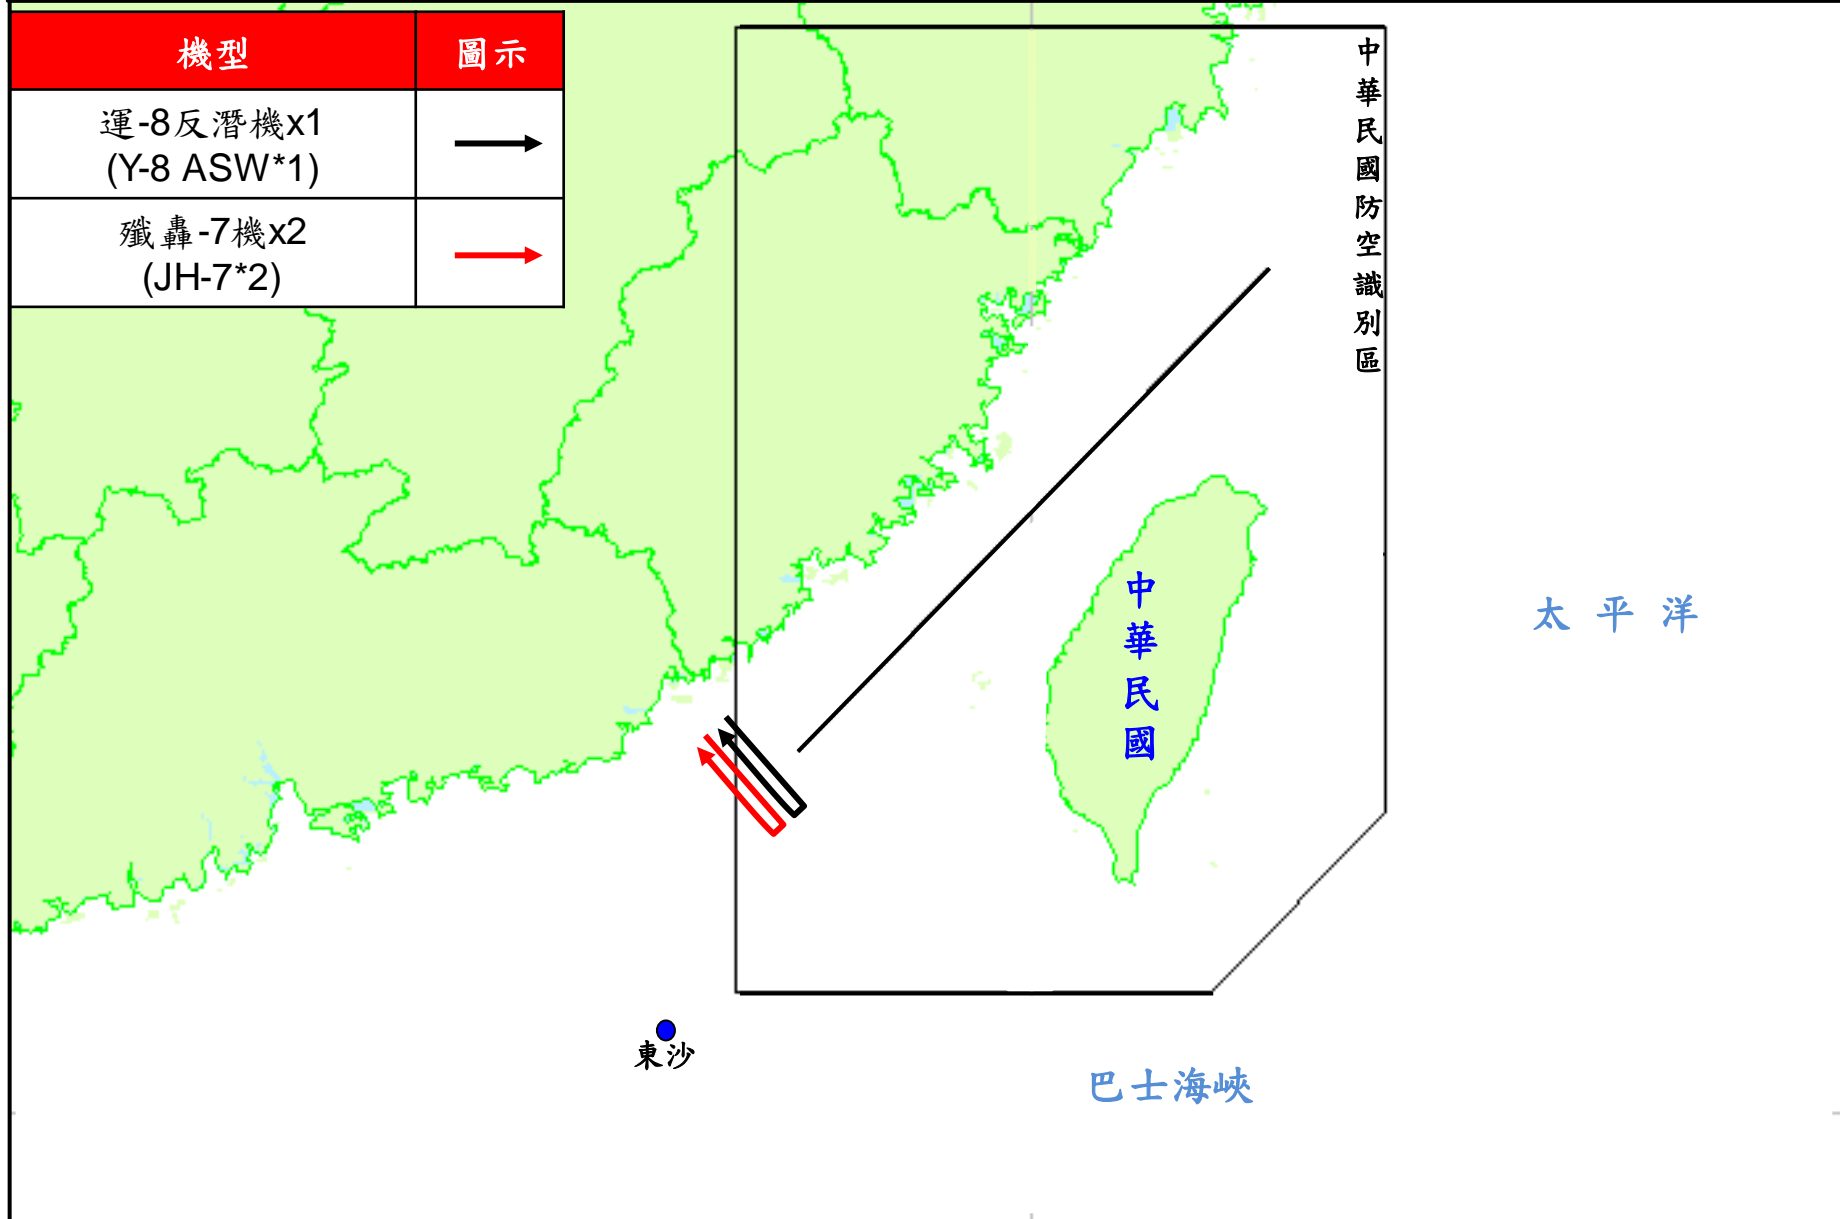 機型
圖示
運-8反潛機x1
(Y-8 ASW*1)
殲轟-7機x2
(JH-7*2)
中華民國防空識別區
中華民國
太平洋
東沙
巴士海峽